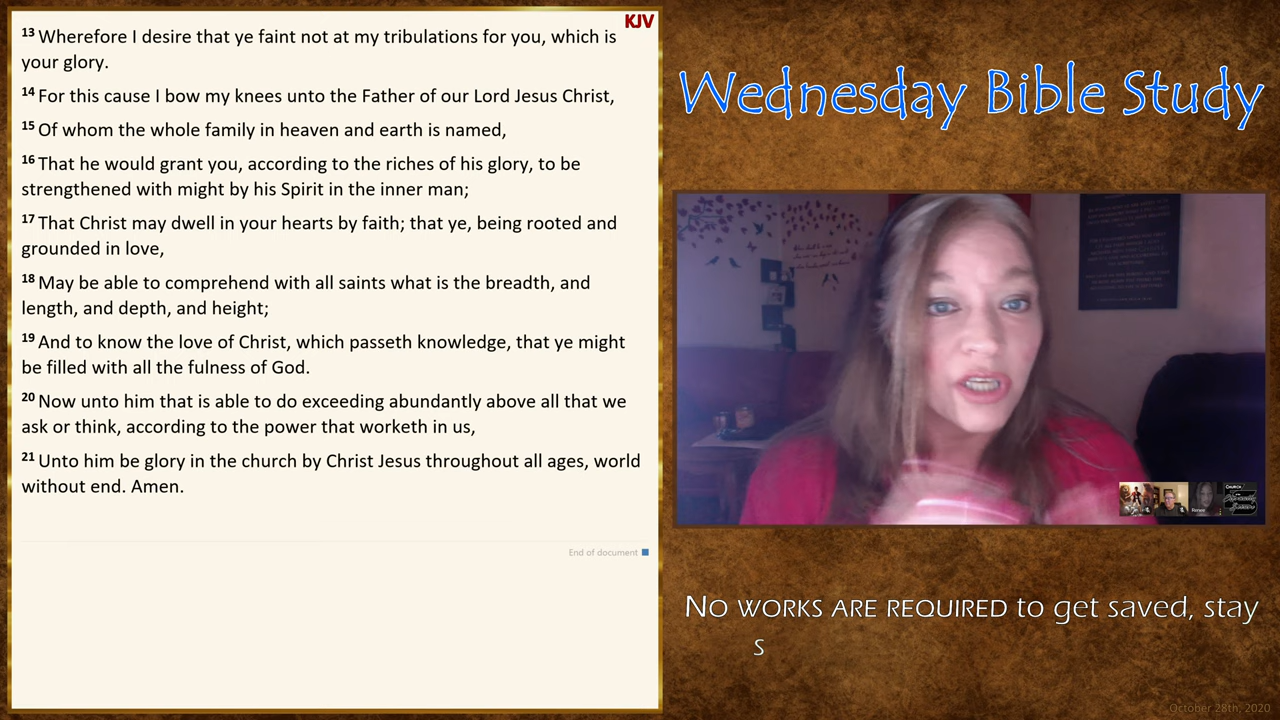 KJV
13 Wherefore I desire that ye faint not at my tribulations for you, which is
your glory.
14 For this cause I bow my knees unto the Father of our Lord Jesus Christ,
15 Of whom the whole family in heaven and earth is named,
16 That he would grant you, according to the riches of his glory, to be
strengthened with might by his Spirit in the inner man;
17 That Christ may dwell in your hearts by faith; that ye, being rooted and
grounded in love,
18 May be able to comprehend with all saints what is the breadth, and
length, and depth, and height;
19 And to know the love of Christ, which passeth knowledge, that ye might
be filled with all the fulness of God.
20 Now unto him that is able to do exceeding abundantly above all that we
ask or think, according to the power that worketh in us,
21 Unto him be glory in the church by Christ Jesus throughout all ages, world
without end. Amen.
End of document
Wednesday Bible Study
Renee
CHURCH
NO WORKS ARE REQUIRED to get saved, stay
s
October 28th, 2020